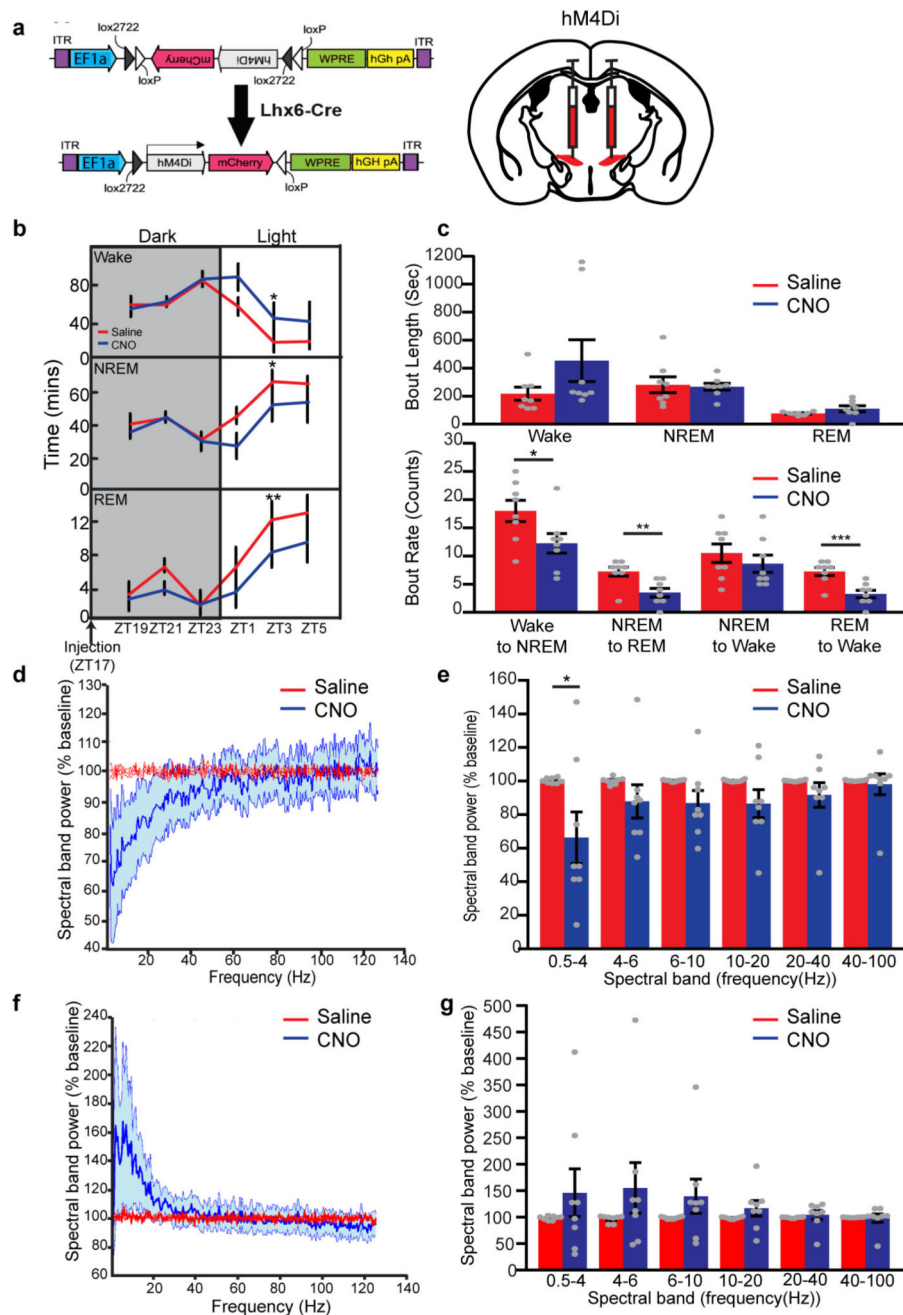 a
hM4Di
ITR
lox2722
loxP
ITR
EF1a
mCherry
hM4Di
WPRE
hGh pA
loxP
lox2722
Lhx6-Cre
ITR
ITR
EF1a
hM4Di
mCherry
WPRE
hGH pA
lox2722
loxP
b
Dark
Light
Wake
80
40
0
Saline
CNO
*
NREM
60
40
20
0
*
REM
12
8
4
0
**
Time (mins)
ZT19
ZT21
ZT23
ZT1
ZT3
ZT5
Injection
(ZT17)
c
Bout Length (Sec)
1200
1000
800
600
400
200
0
Saline
CNO
Wake
NREM
REM
Bout Rate (Counts)
30
25
20
15
10
5
0
*
**
***
Saline
CNO
Wake
to NREM
NREM
to REM
NREM
to Wake
REM
to Wake
d
Saline
CNO
Spectral band power (% baseline)
130
120
110
100
90
80
70
60
50
40
20
40
60
80
100
120
140
Frequency (Hz)
e
Saline
CNO
*
Spectral band power (% baseline)
160
140
120
100
80
60
40
20
0
0.5-4
4-6
6-10
10-20
20-40
40-100
Spectral band (frequency(Hz))
f
Saline
CNO
Spectral band power (% baseline)
240
220
200
180
160
140
120
100
80
60
20
40
60
80
100
120
140
Frequency (Hz)
g
Saline
CNO
Spectral band power (% baseline)
500
450
400
350
300
250
200
150
100
50
0
0.5-4
4-6
6-10
10-20
20-40
40-100
Spectral band (frequency(Hz))